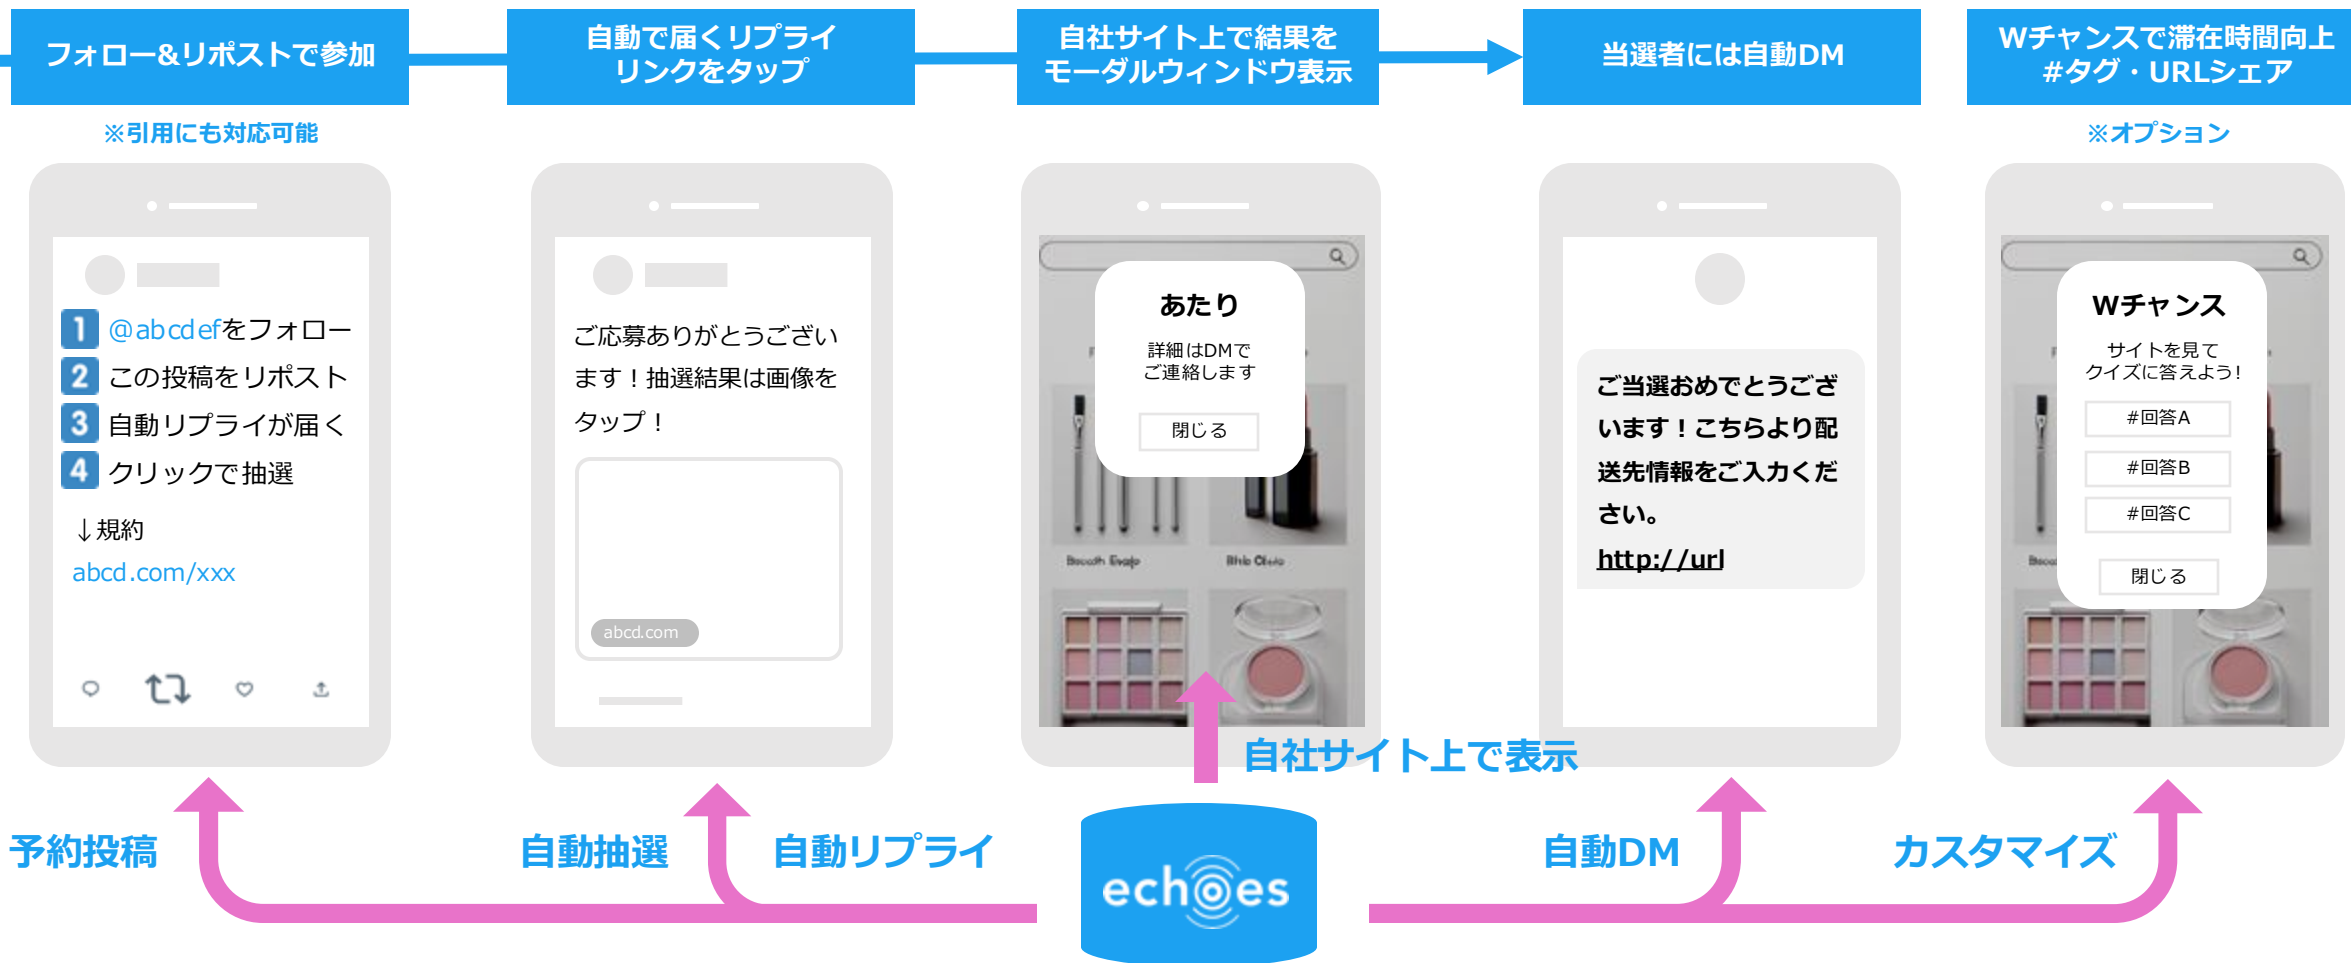 フォロー&リポストで参加
自動で届くリプライ
リンクをタップ
自社サイト上で結果を
モーダルウィンドウ表示
当選者には自動DM
Wチャンスで滞在時間向上
#タグ・URLシェア
※引用にも対応可能
※オプション
1 @abcdefをフォロー
2 この投稿をリポスト
3 自動リプライが届く
4 クリックで抽選
↓規約
abcd.com/xxx
ご応募ありがとうござい
ます！抽選結果は画像を
タップ！
abcd.com
あたり
詳細はDMで
ご連絡します
閉じる
ご当選おめでとうござ
います！こちらより配
送先情報をご入力くだ
さい。
http://url
Wチャンス
サイトを見て
クイズに答えよう!
#回答A
#回答B
#回答C
閉じる
自社サイト上で表示
予約投稿
自動抽選
自動リプライ
echoes
自動DM
カスタマイズ